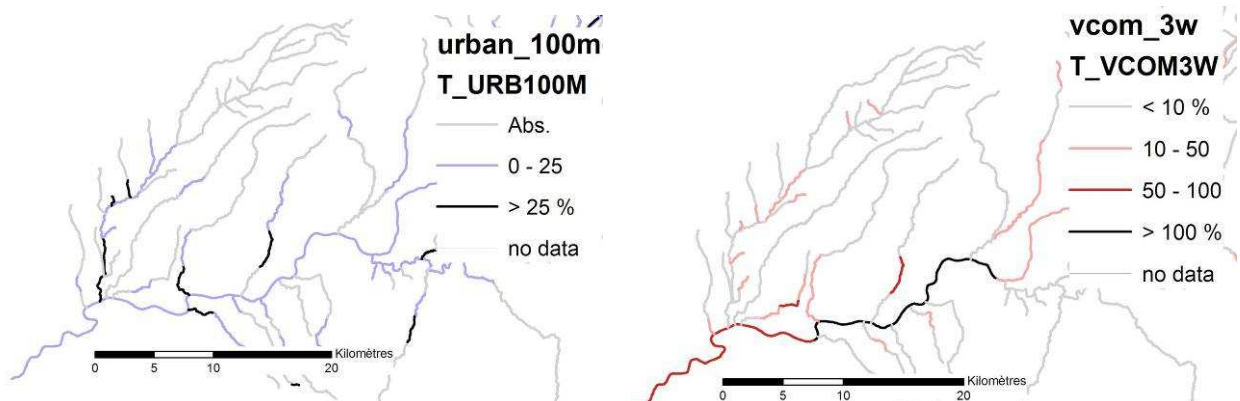 urban_100m
T_URB100M
Abs.
0 - 25
> 25 %
no data
Kilomètres
0 5 10 20
vcom_3w
T_VCOM3W
< 10 %
10 - 50
50 - 100
> 100 %
no data
Kilomètres
0 5 10 20